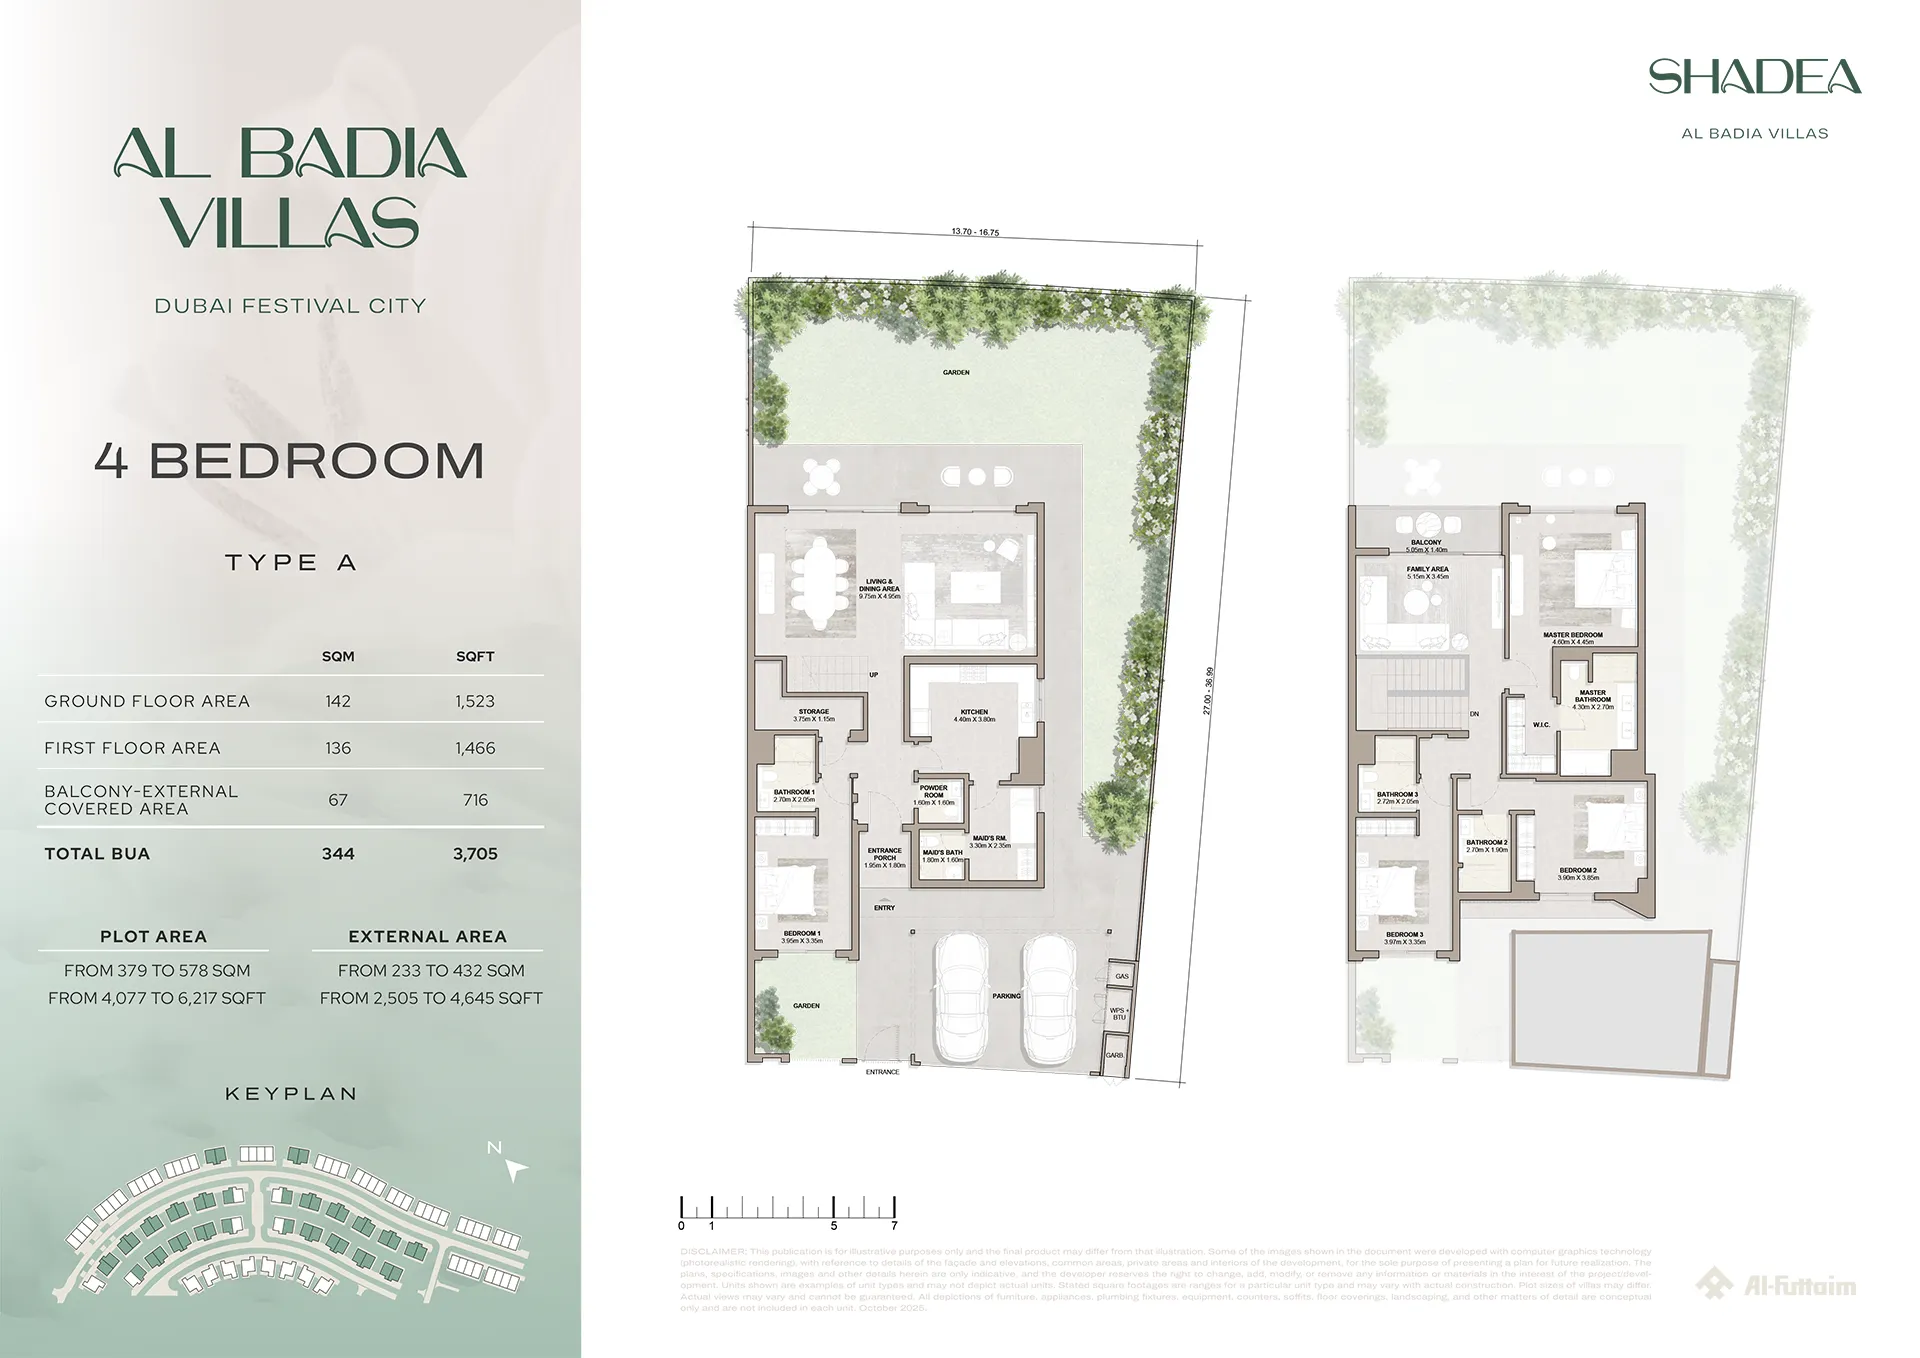 AL BADIA
VILLAS
DUBAI FESTIVAL CITY
4 BEDROOM
TYPE A
SQM SQFT
GROUND FLOOR AREA 142 1,523
FIRST FLOOR AREA 136 1,466
BALCONY-EXTERNAL
COVERED AREA 67 716
TOTAL BUA 344 3,705
PLOT AREA
FROM 379 TO 578 SQM
FROM 4,077 TO 6,217 SQFT
EXTERNAL AREA
FROM 233 TO 432 SQM
FROM 2,505 TO 4,645 SQFT
KEYPLAN
N
SHADEA
AL BADIA VILLAS
13.70 - 16.75
27.00 - 36.99
GARDEN
LIVING &
DINING AREA
9.75m X 4.95m
UP
STORAGE
3.75m X 1.15m
KITCHEN
4.40m X 3.80m
BATHROOM 1
2.70m X 2.05m
POWDER
ROOM
1.60m X 1.60m
MAID'S RM.
3.30m X 2.35m
MAID'S BATH
1.80m X 1.60m
ENTRANCE
PORCH
1.95m X 1.80m
ENTRY
BEDROOM 1
3.95m X 3.35m
GARDEN
PARKING
GAS
WPS +
BTU
GARB.
ENTRANCE
BALCONY
5.05m X 1.40m
FAMILY AREA
5.15m X 3.45m
MASTER BEDROOM
4.60m X 4.45m
MASTER
BATHROOM
4.30m X 2.70m
W.I.C.
DN
BATHROOM 3
2.72m X 2.05m
BATHROOM 2
2.70m X 1.90m
BEDROOM 2
3.90m X 3.85m
BEDROOM 3
3.97m X 3.35m
0 1 5 7
DISCLAIMER: This publication is for illustrative purposes only and the final product may differ from that illustration. Some of the images shown in the document were developed with computer graphics technology
(photorealistic rendering), with reference to details of the façade and elevations, common areas, private areas and interiors of the development, for the sole purpose of presenting a plan for future realization. The
plans, specifications, images and other details herein are only indicative, and the developer reserves the right to change, add, modify, or remove any information or materials in the interest of the project/devel-
opment. Units shown are examples of unit types and may not depict actual units. Stated square footages are ranges for a particular unit type and may vary with actual construction. Plot sizes of villas may differ.
Actual views may vary and cannot be guaranteed. All depictions of furniture, appliances, plumbing fixtures, equipment, counters, soffits, floor coverings, landscaping, and other matters of detail are conceptual
only and are not included in each unit. October 2025.
Al-Futtaim